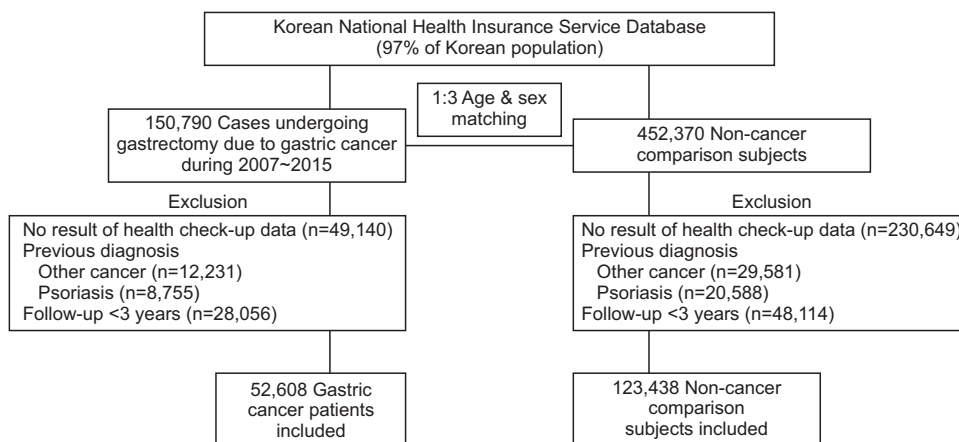 Korean National Health Insurance Service Database
(97% of Korean population)
1:3 Age & sex
matching
150,790 Cases undergoing
gastrectomy due to gastric cancer
during 2007~2015
452,370 Non-cancer
comparison subjects
Exclusion
No result of health check-up data (n=49,140)
Previous diagnosis
Other cancer (n=12,231)
Psoriasis (n=8,755)
Follow-up <3 years (n=28,056)
Exclusion
No result of health check-up data (n=230,649)
Previous diagnosis
Other cancer (n=29,581)
Psoriasis (n=20,588)
Follow-up <3 years (n=48,114)
52,608 Gastric
cancer patients
included
123,438 Non-cancer
comparison
subjects included